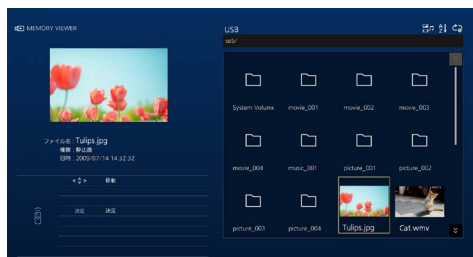 MEMORY VIEWER
USB
usb/
ファイル名 : Tulips.jpg
種類 : 静止画
日時 : 2009/07/14 14:32:32
移動
決定 決定
System Volume
movie_001
movie_002
movie_003
movie_004
music_001
picture_001
picture_002
picture_003
picture_004
Tulips.jpg
Cat.wmv